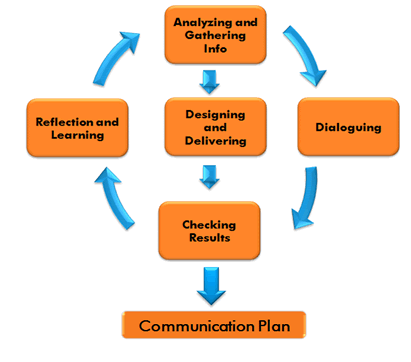 Analyzing and
Gathering
Info
Reflection and
Learning
Designing
and
Delivering
Dialoguing
Checking
Results
Communication Plan